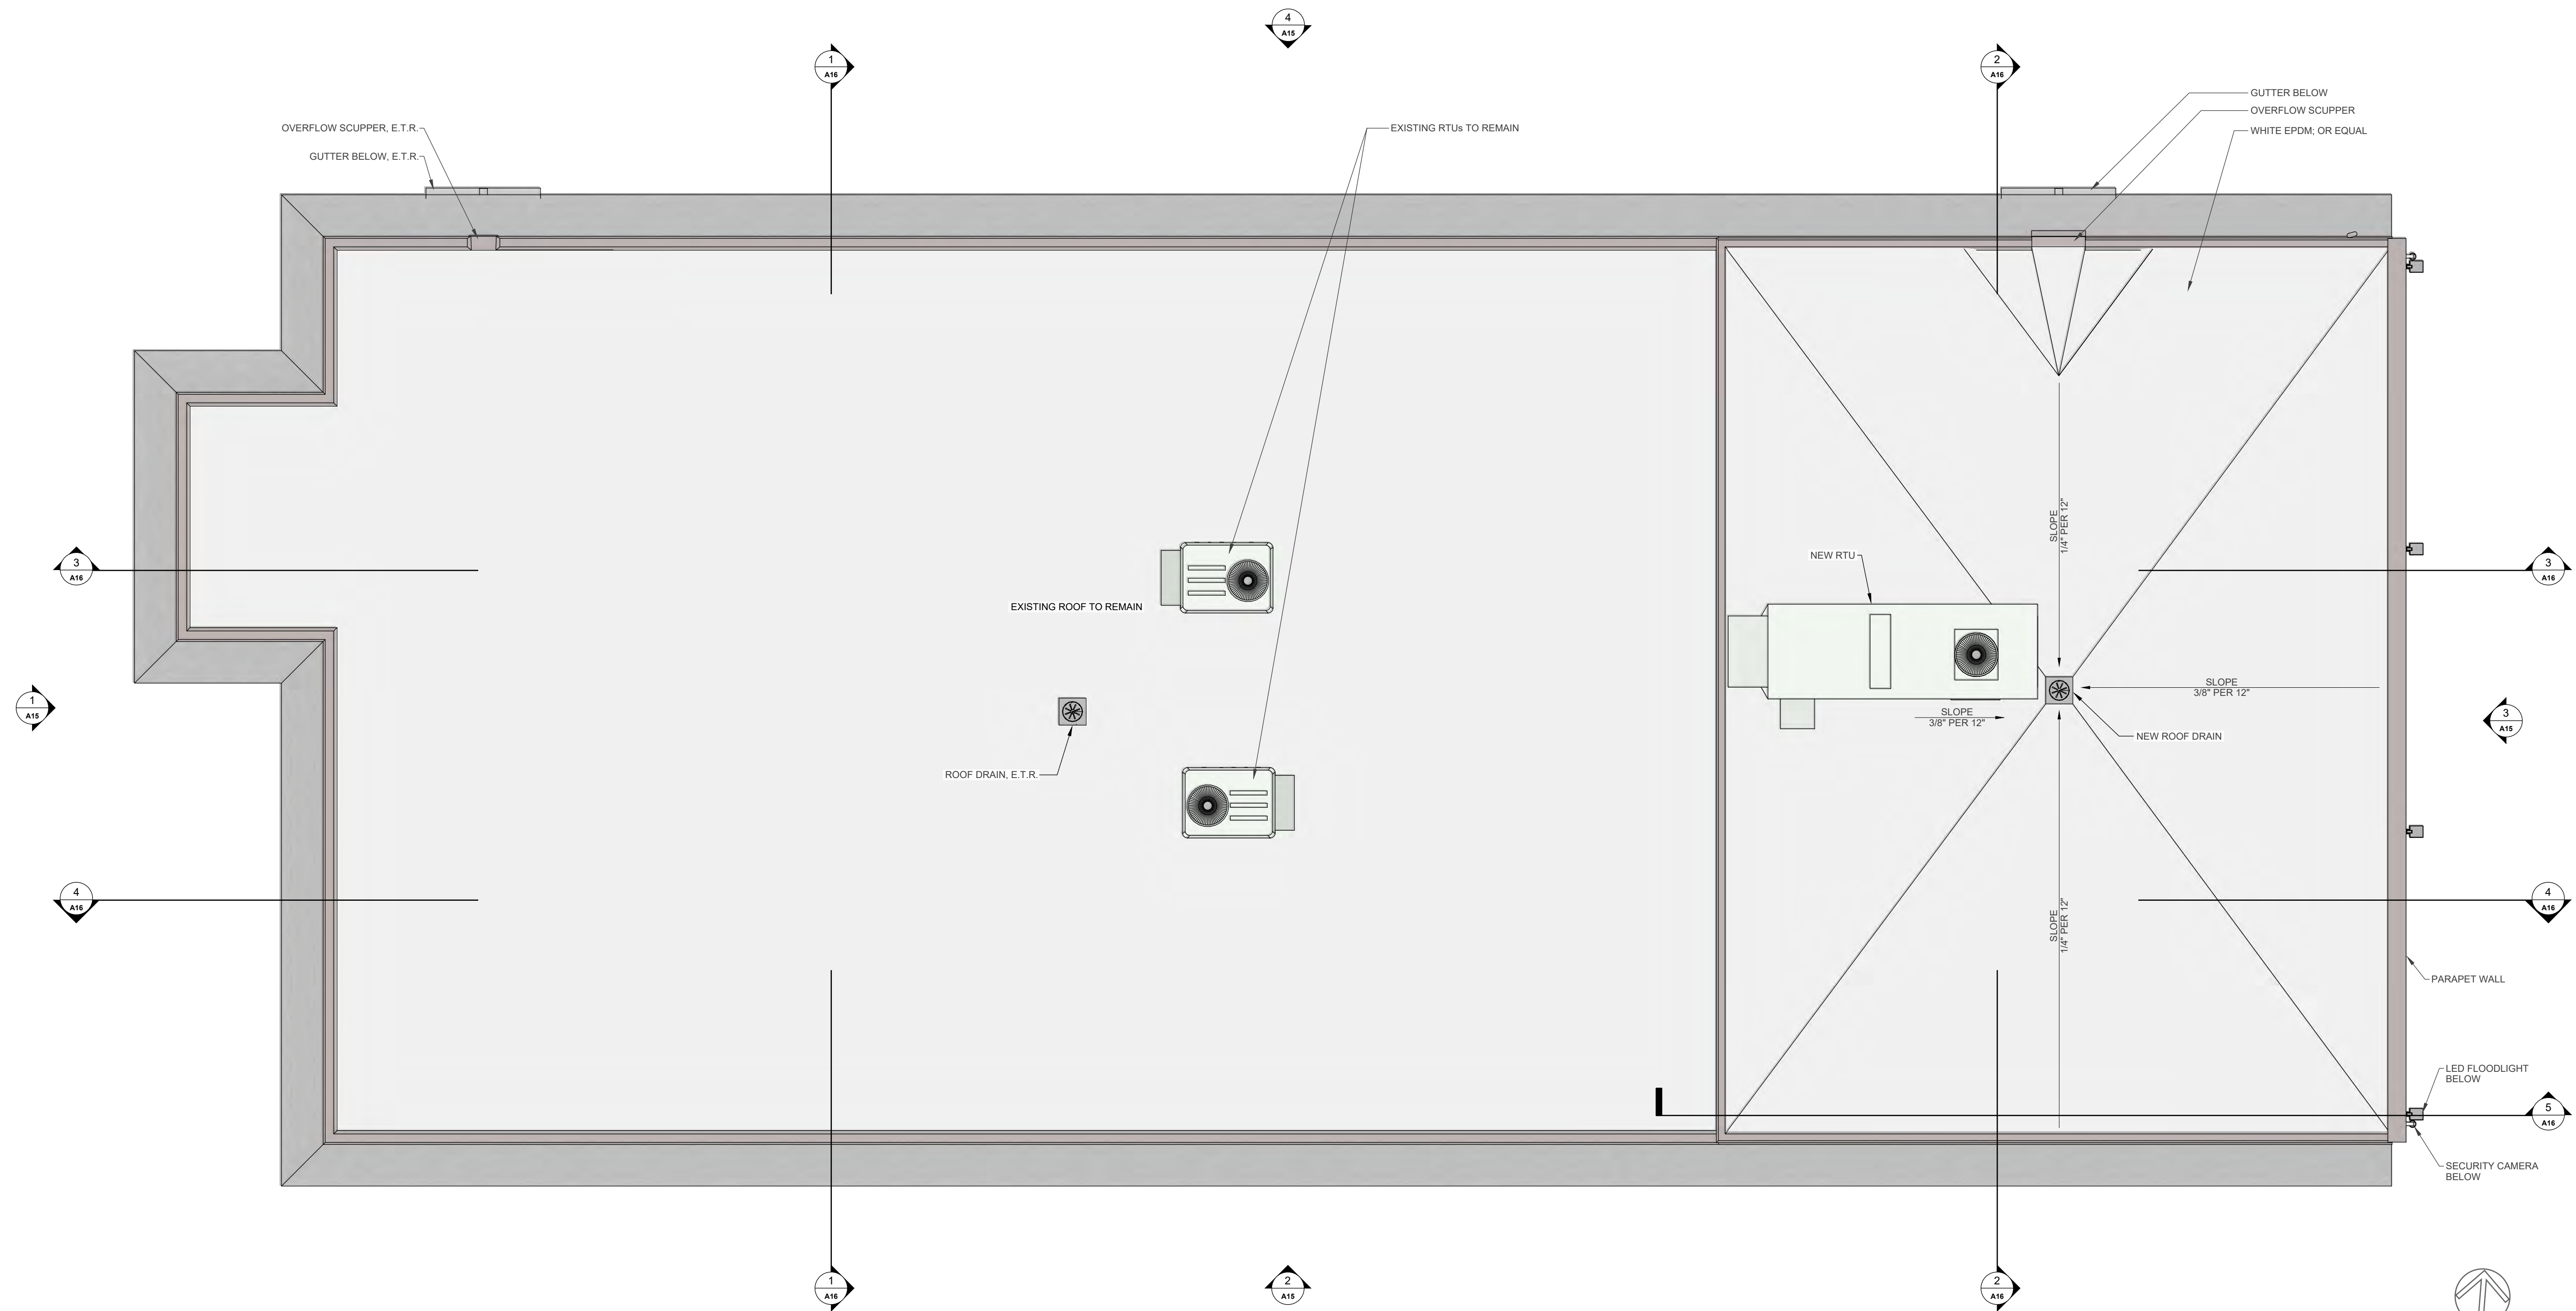 4
A15
1
A16
2
A16
GUTTER BELOW
OVERFLOW SCUPPER
WHITE EPDM; OR EQUAL
OVERFLOW SCUPPER, E.T.R.
GUTTER BELOW, E.T.R.
EXISTING RTUs TO REMAIN
SLOPE
1/4" PER 12"
NEW RTU
3
A16
3
A16
EXISTING ROOF TO REMAIN
SLOPE
3/8" PER 12"
1
A15
SLOPE
3/8" PER 12"
3
A15
NEW ROOF DRAIN
ROOF DRAIN, E.T.R.
4
A16
SLOPE
1/4" PER 12"
4
A16
PARAPET WALL
LED FLOODLIGHT
BELOW
5
A16
SECURITY CAMERA
BELOW
1
A16
2
A15
2
A16